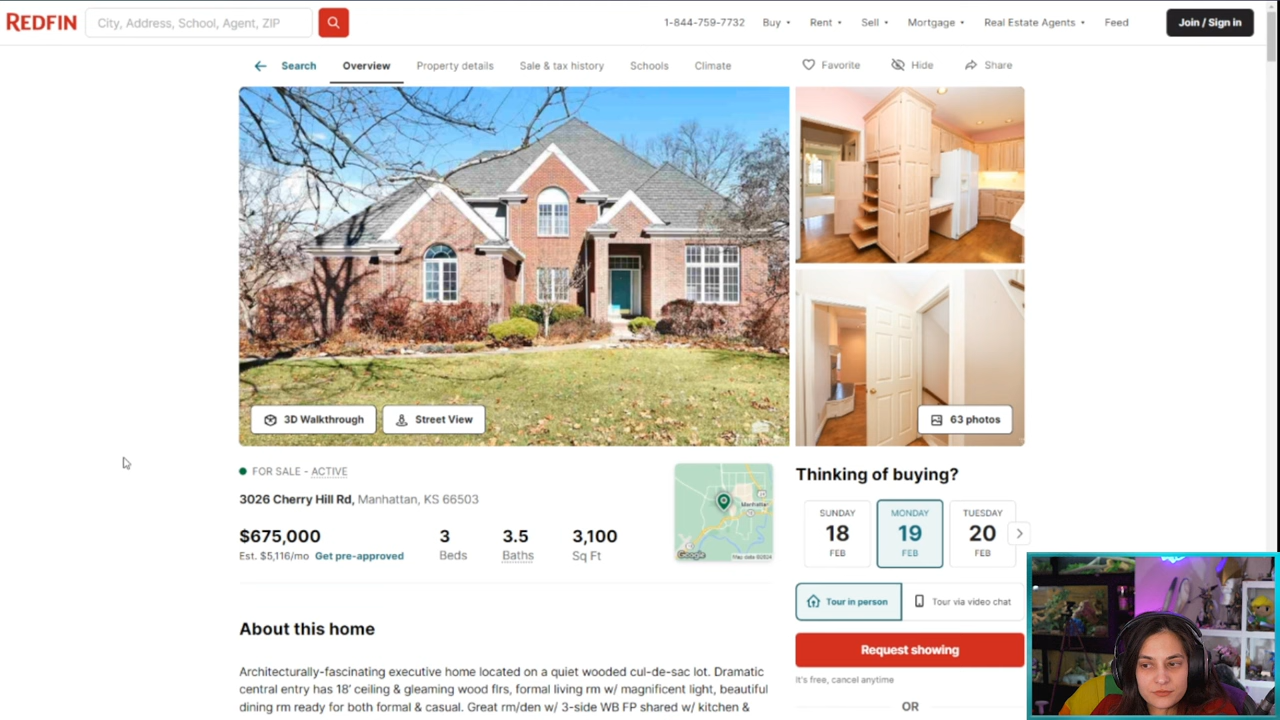 REDFIN
City, Address, School, Agent, ZIP
1-844-759-7732 Buy Rent Sell Mortgage Real Estate Agents Feed Join / Sign in
Search Overview Property details Sale & tax history Schools Climate Favorite Hide Share
3D Walkthrough Street View 63 photos
FOR SALE - ACTIVE
3026 Cherry Hill Rd, Manhattan, KS 66503
$675,000 3 3.5 3,100
Est. $5,116/mo Get pre-approved Beds Baths Sq Ft
Manhattan
Google
Map data ©2024
Thinking of buying?
SUNDAY MONDAY TUESDAY
18 19 20
FEB FEB FEB
Tour in person Tour via video chat
Request showing
It's free, cancel anytime
OR
About this home
Architecturally-fascinating executive home located on a quiet wooded cul-de-sac lot. Dramatic
central entry has 18' ceiling & gleaming wood flrs, formal living rm w/ magnificent light, beautiful
dining rm ready for both formal & casual. Great rm/den w/ 3-side WB FP shared w/ kitchen &